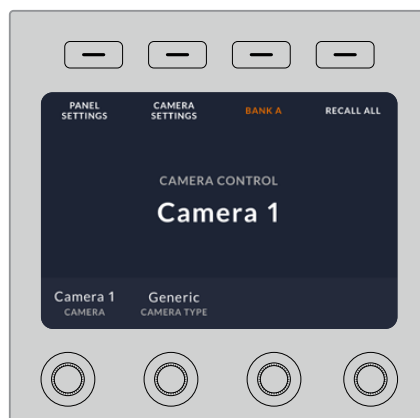 PANEL SETTINGS
CAMERA SETTINGS
BANK A
RECALL ALL
CAMERA CONTROL
Camera 1
Camera 1
CAMERA
Generic
CAMERA TYPE